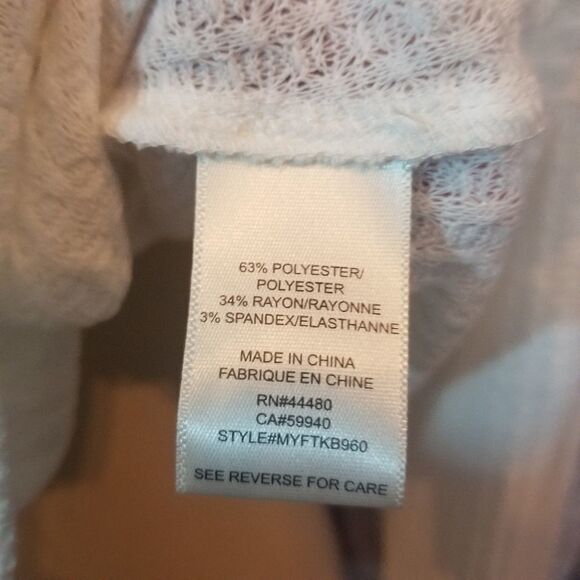 63% POLYESTER/
POLYESTER
34% RAYON/RAYONNE
3% SPANDEX/ELASTHANNE
MADE IN CHINA
FABRIQUE EN CHINE
RN#44480
CA#59940
STYLE#MYFTKB960
SEE REVERSE FOR CARE